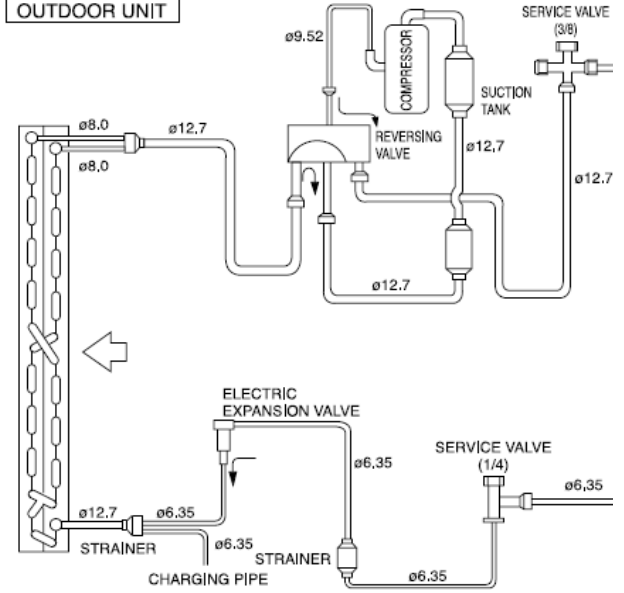 OUTDOOR UNIT
SERVICE VALVE
(3/8)
ø9.52
COMPRESSOR
SUCTION
TANK
ø8.0
ø12,7
REVERSING
VALVE
ø12,7
ø8,0
ø12.7
ø12.7
ELECTRIC
EXPANSION VALVE
SERVICE VALVE
(1/4)
ø6,35
ø6,35
ø12.7
ø6.35
STRAINER
ø6.35
STRAINER
CHARGING PIPE
ø6.35